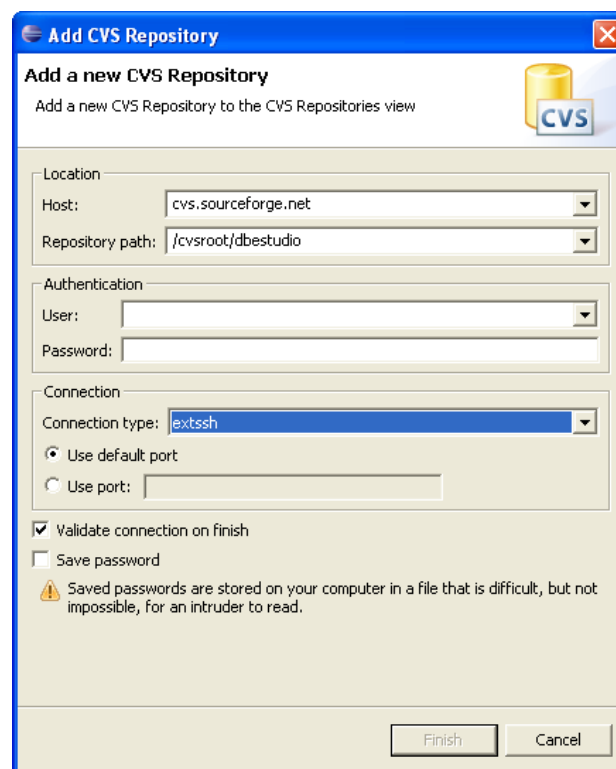 Add CVS Repository
Add a new CVS Repository
Add a new CVS Repository to the CVS Repositories view
CVS
Location
Host: cvs.sourceforge.net
Repository path: /cvsroot/dbestudio
Authentication
User:
Password:
Connection
Connection type: extssh
Use default port
Use port:
Validate connection on finish
Save password
Saved passwords are stored on your computer in a file that is difficult, but not
impossible, for an intruder to read.
Finish Cancel